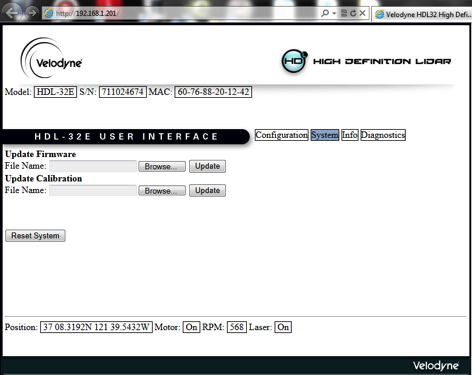 http://192.168.1.201/
Velodyne HDL32 High Defi...
Velodyne
HD HIGH DEFINITION LIDAR
Model: HDL-32E S/N: 711024674 MAC: 60-76-88-20-12-42
HDL-32E USER INTERFACE Configuration System Info Diagnostics
Update Firmware
File Name: Browse... Update
Update Calibration
File Name: Browse... Update
Reset System
Position: 37 08.3192N 121 39.5432W Motor: On RPM: 568 Laser: On
Velodyne